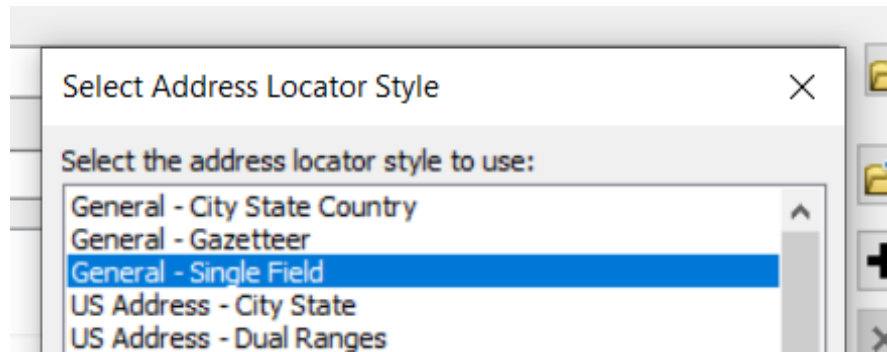 Select Address Locator Style
Select the address locator style to use:
General - City State Country
General - Gazetteer
General - Single Field
US Address - City State
US Address - Dual Ranges